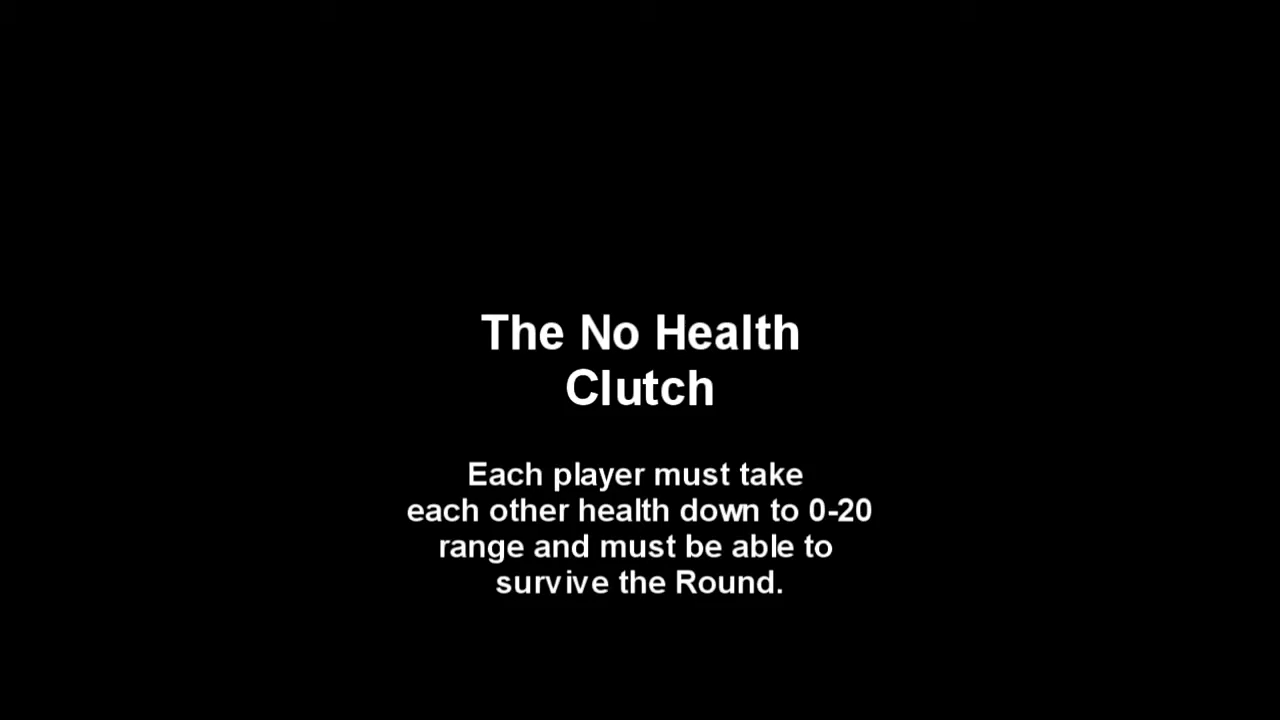 The No Health
Clutch
Each player must take
each other health down to 0-20
range and must be able to
survive the Round.